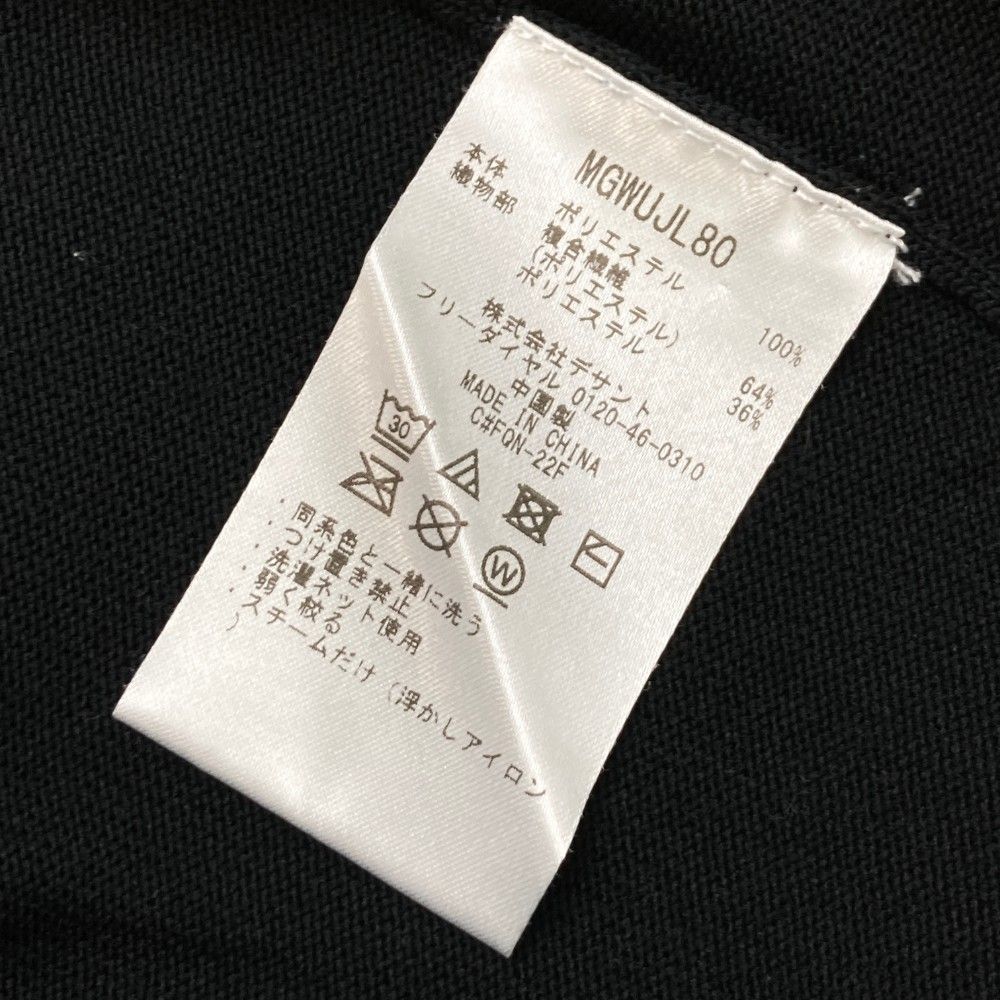 MGWUJL80
本体 ポリエステル 100%
織物部 複合繊維
(ポリエステル) 64%
ポリエステル 36%
株式会社デサント
フリーダイヤル 0120-46-0310
中国製
MADE IN CHINA
C#FQN-22F
30
W
・同系色と一緒に洗う
・つけ置き禁止
・洗濯ネット使用
・弱く絞る
・スチームだけ(浮かしアイロン
)